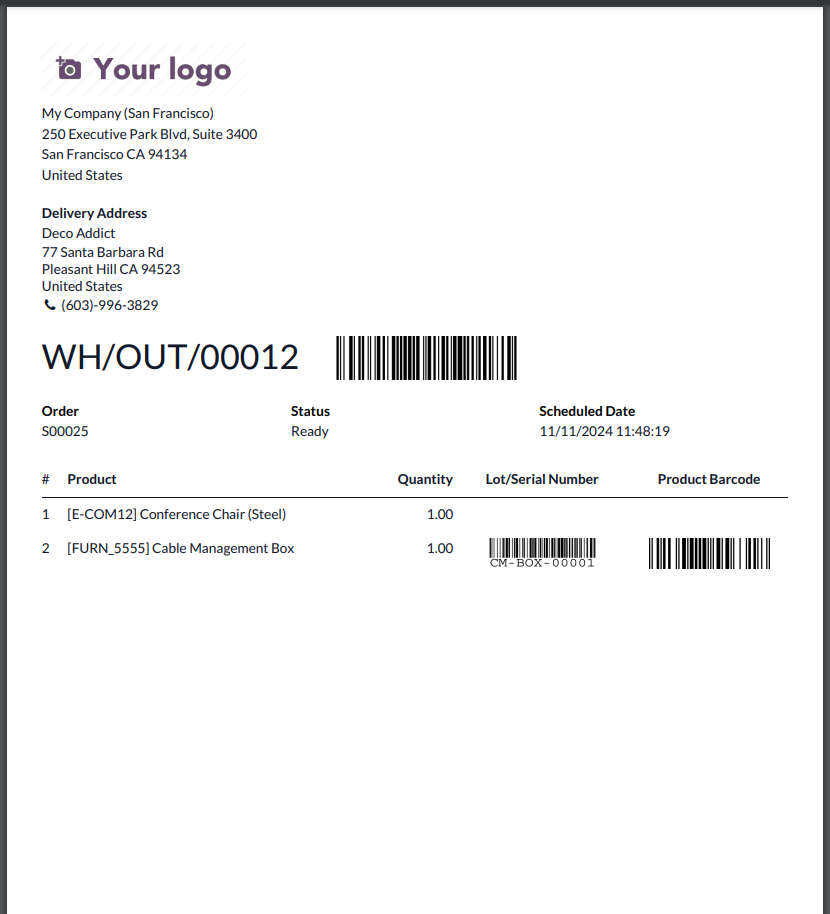 Your logo
My Company (San Francisco)
250 Executive Park Blvd, Suite 3400
San Francisco CA 94134
United States
Delivery Address
Deco Addict
77 Santa Barbara Rd
Pleasant Hill CA 94523
United States
(603)-996-3829
WH/OUT/00012
Order Status Scheduled Date
S00025 Ready 11/11/2024 11:48:19
# Product Quantity Lot/Serial Number Product Barcode
1 [E-COM12] Conference Chair (Steel) 1.00
2 [FURN_5555] Cable Management Box 1.00
CM-BOX-00001